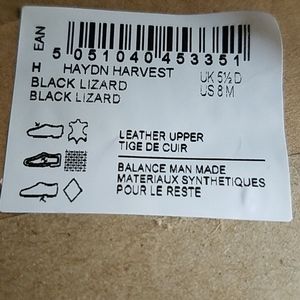 EAN
5 051040 453351
H HAYDN HARVEST
BLACK LIZARD
BLACK LIZARD
UK 5½ D
US 8 M
LEATHER UPPER
TIGE DE CUIR
BALANCE MAN MADE
MATERIAUX SYNTHETIQUES
POUR LE RESTE